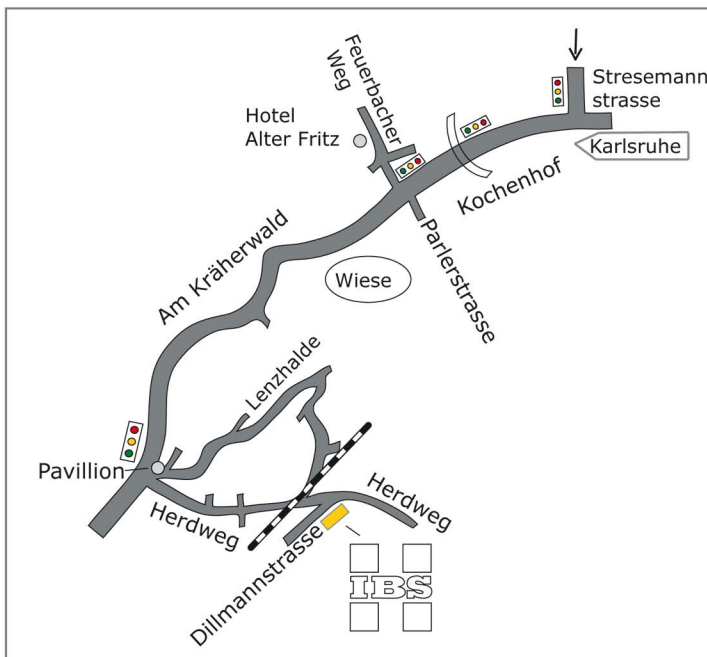 Feuerbacher
Weg
Stresemann
strasse
Hotel
Alter Fritz
Karlsruhe
Kochenhof
Parlerstrasse
Am Kräherwald
Wiese
Lenzhalde
Pavillion
Herdweg
Herdweg
Dillmannstrasse
IBS